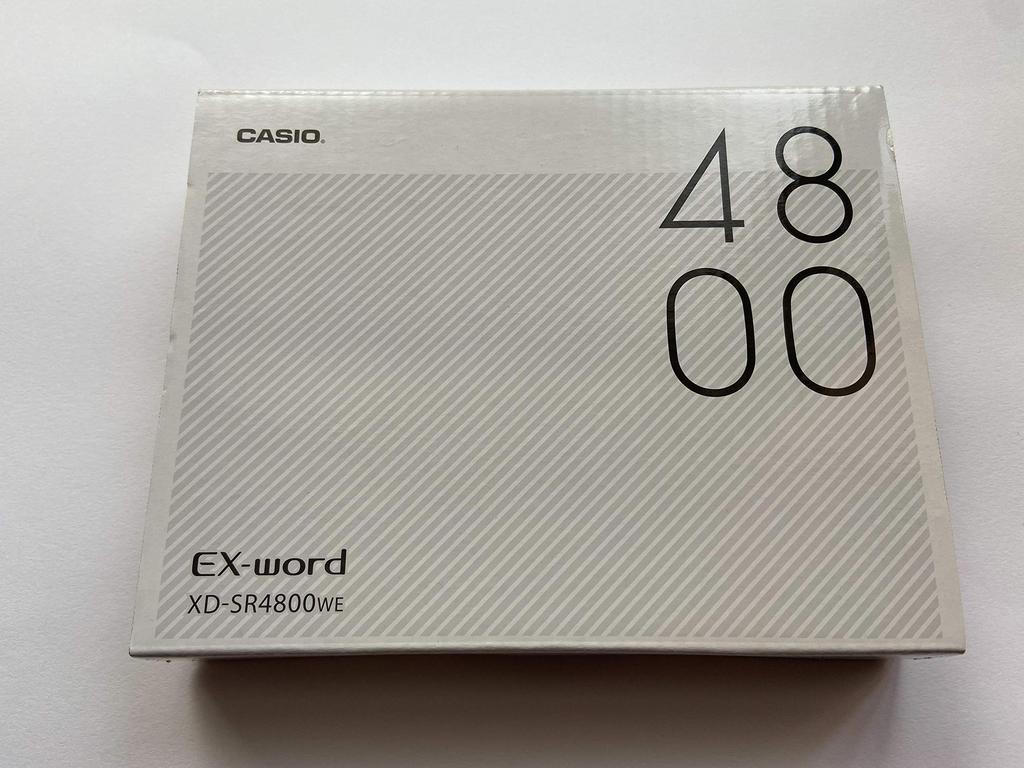 CASIO®
48
00
EX-word
XD-SR4800WE